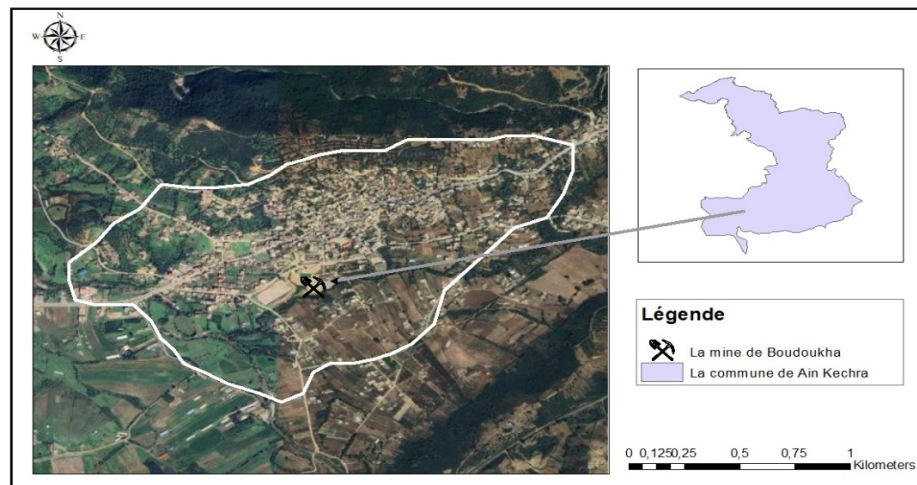 N
W E
S
Légende
La mine de Boudoukha
La commune de Ain Kechra
0 0,1250,25 0,5 0,75 1
Kilometers